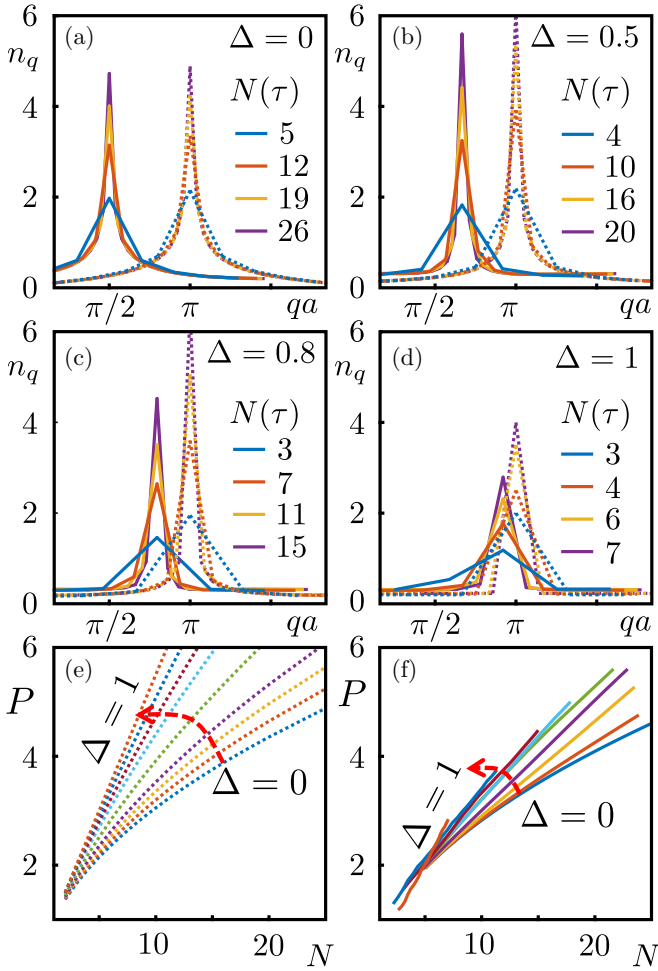 (a) Δ = 0
n_q
N(τ)
5
12
19
26
6
4
2
0
π/2 π qa
(b) Δ = 0.5
n_q
N(τ)
4
10
16
20
6
4
2
0
π/2 π qa
(c) Δ = 0.8
n_q
N(τ)
3
7
11
15
6
4
2
0
π/2 π qa
(d) Δ = 1
n_q
N(τ)
3
4
6
7
6
4
2
0
π/2 π qa
(e)
P
Δ = 1
Δ = 0
6
4
2
10 20 N
(f)
P
Δ = 1
Δ = 0
6
4
2
10 20 N